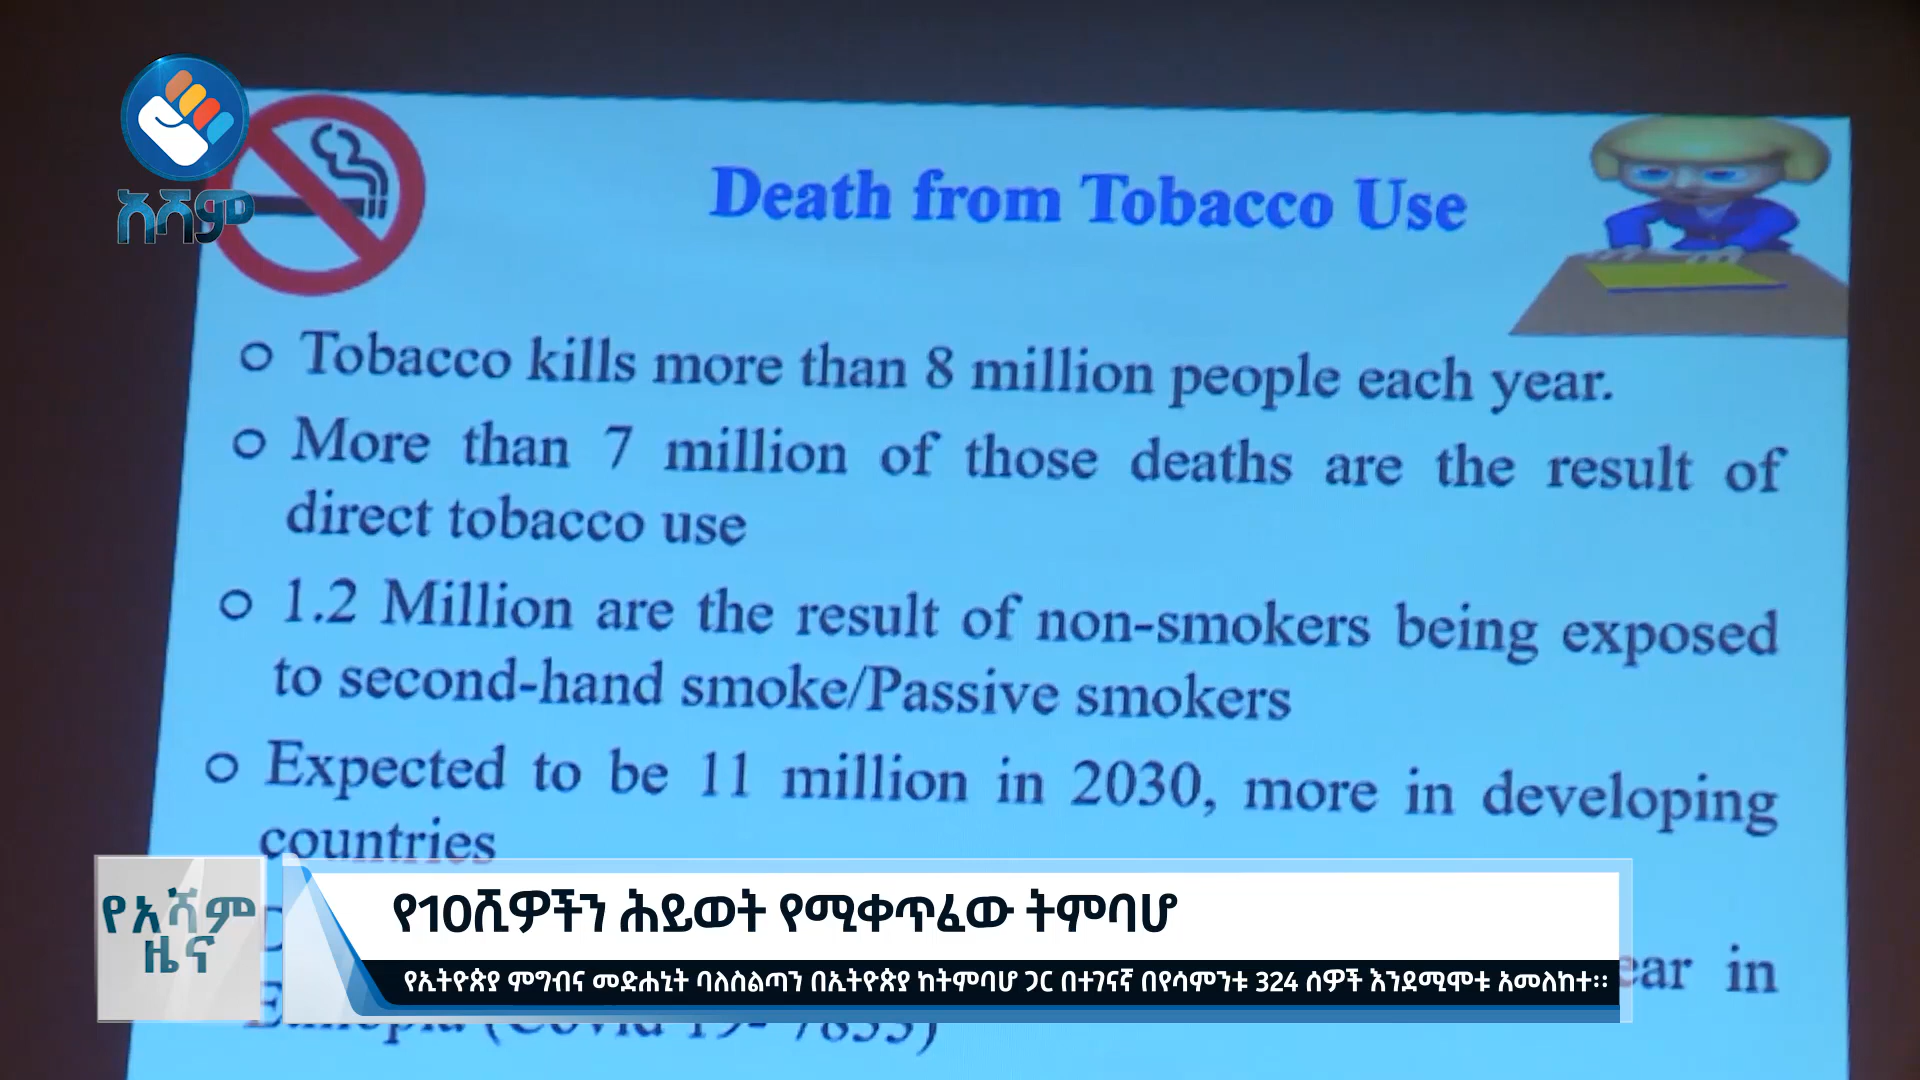 አሻም
Death from Tobacco Use
o Tobacco kills more than 8 million people each year.
o More than 7 million of those deaths are the result of
direct tobacco use
o 1.2 Million are the result of non-smokers being exposed
to second-hand smoke/Passive smokers
o Expected to be 11 million in 2030, more in developing
countries
in
(Covid 19-
የአሻም
ዜና
የ10ሺዎችን ሕይወት የሚቀጥፈው ትምባሆ
የኢትዮጵያ ምግብና መድሐኒት ባለስልጣን በኢትዮጵያ ከትምባሆ ጋር በተገናኛ በየሳምንቱ 324 ሰዎች እንደሚሞቱ አመለከተ።